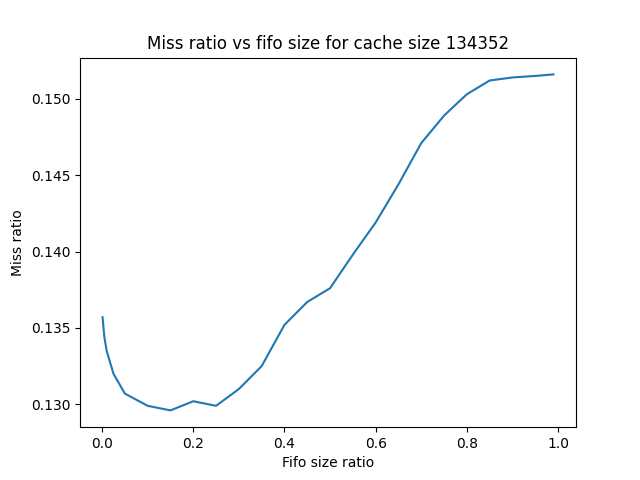 Miss ratio vs fifo size for cache size 134352
0.150
0.145
0.140
0.135
0.130
Miss ratio
0.0 0.2 0.4 0.6 0.8 1.0
Fifo size ratio